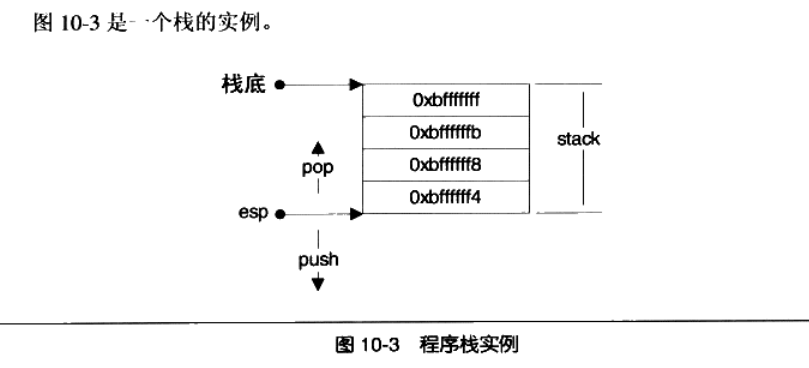 图 10-3 是一个栈的实例。
栈底
0xbfffffff
0xbffffffb
stack
pop
0xbffffff8
0xbffffff4
esp
push
图 10-3 程序栈实例